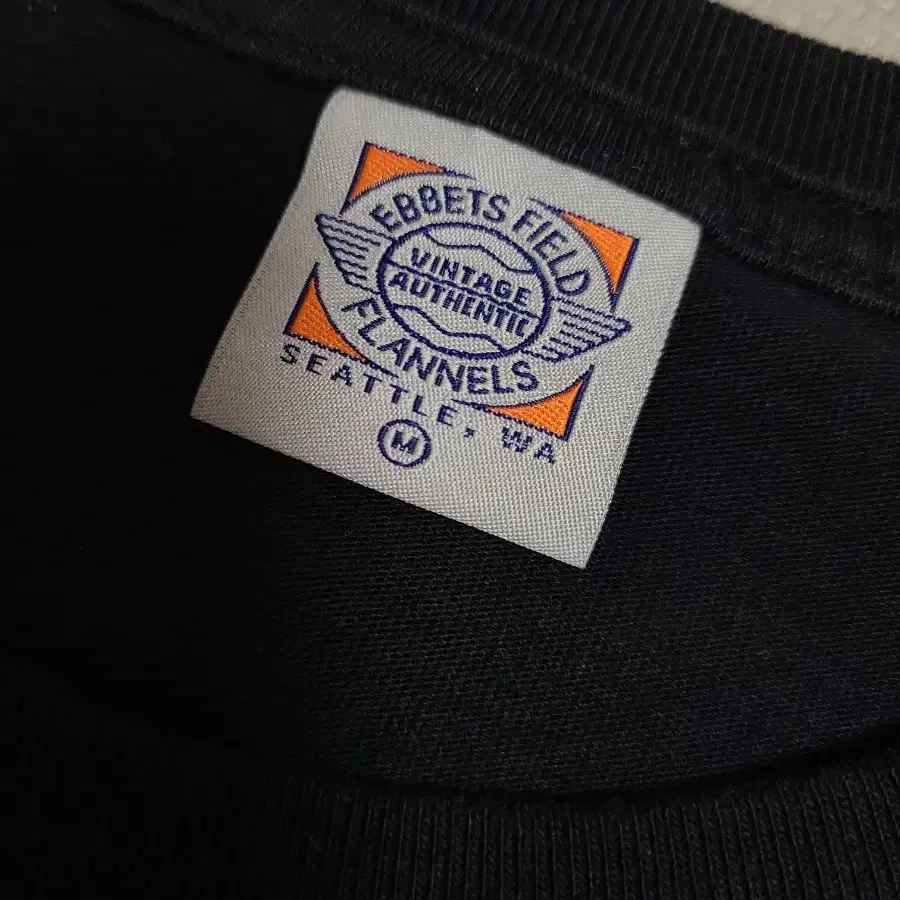 EBBETS FIELD
VINTAGE
AUTHENTIC
FLANNELS
SEATTLE, WA
M